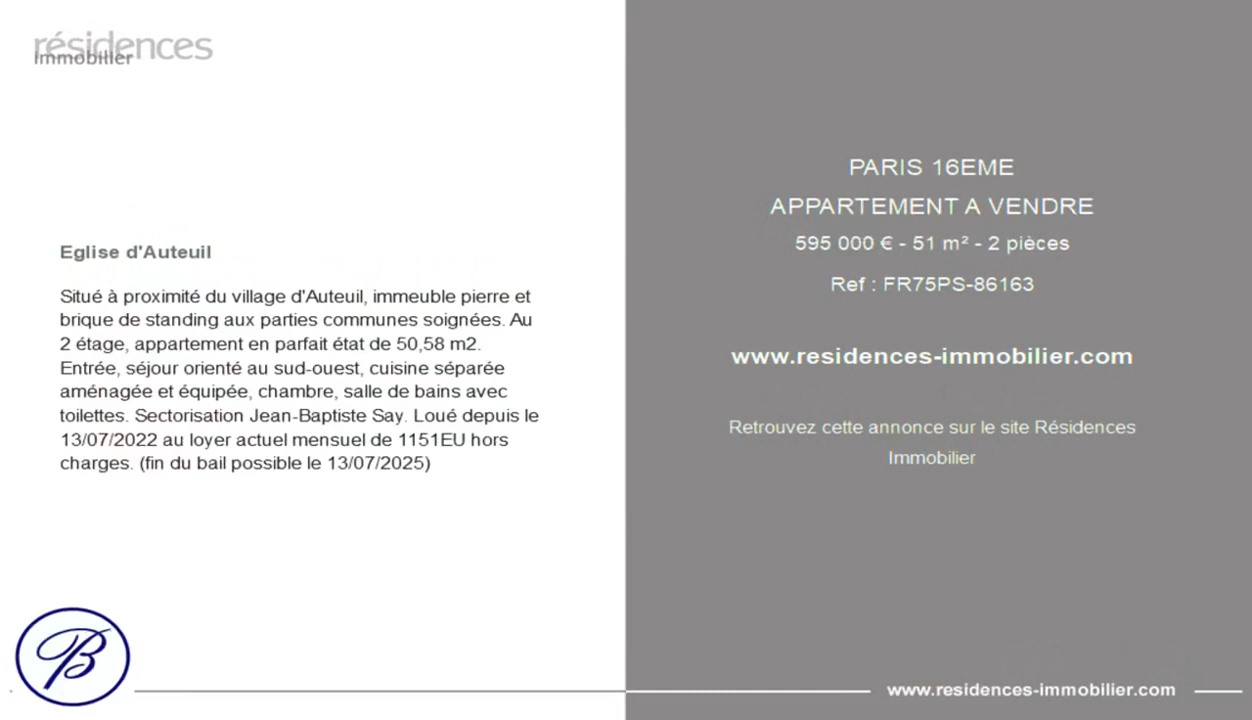 résidences
Immobilier
Eglise d'Auteuil
Situé à proximité du village d'Auteuil, immeuble pierre et
brique de standing aux parties communes soignées. Au
2 étage, appartement en parfait état de 50,58 m2.
Entrée, séjour orienté au sud-ouest, cuisine séparée
aménagée et équipée, chambre, salle de bains avec
toilettes. Sectorisation Jean-Baptiste Say. Loué depuis le
13/07/2022 au loyer actuel mensuel de 1151EU hors
charges. (fin du bail possible le 13/07/2025)
B
PARIS 16EME
APPARTEMENT A VENDRE
595 000 € - 51 m² - 2 pièces
Ref : FR75PS-86163
www.residences-immobilier.com
Retrouvez cette annonce sur le site Résidences
Immobilier
www.residences-immobilier.com